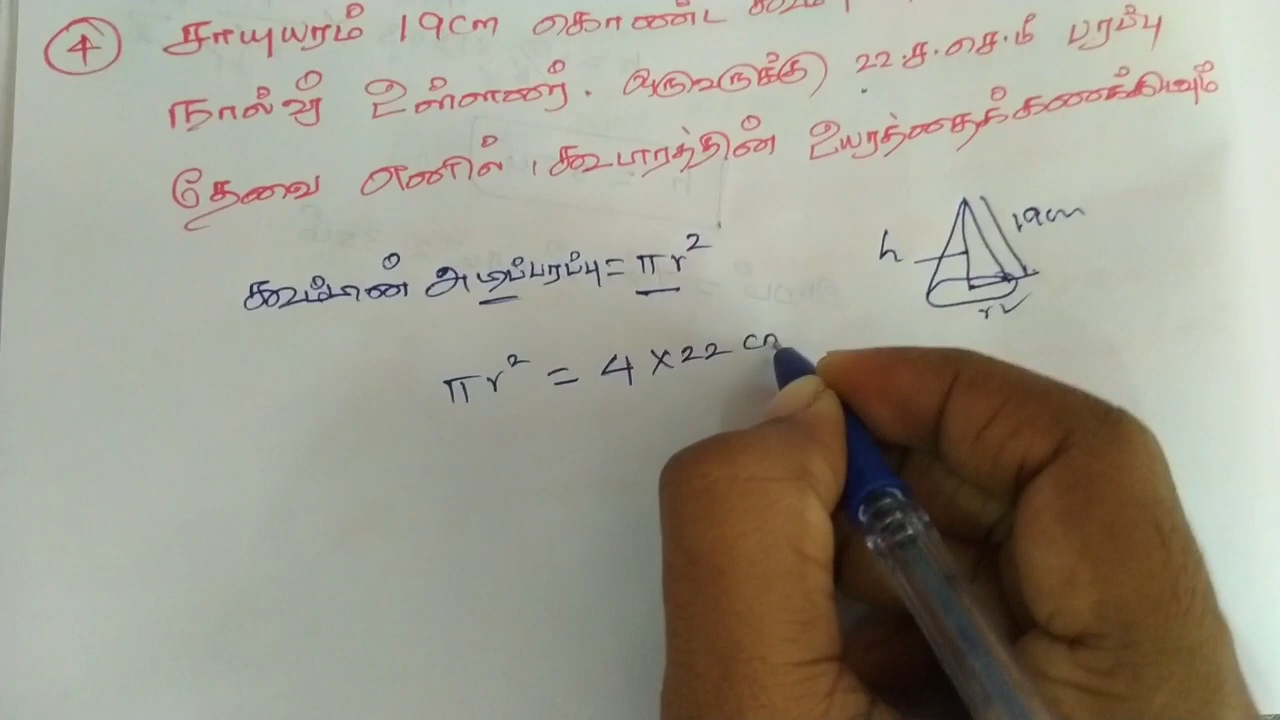 4 சாயுயரம் 19cm கொண்ட
நால்வர் உள்ளனர். ஒருவருக்கு 22.ச.செ.மீ பரப்பு
தேவை எனில், கூடாரத்தின் உயரத்தைக்கணக்கிடவும்
19cm
h
கூம்பின் அடிப்பரப்பு = πr²
r
πr² = 4 × 22 cm